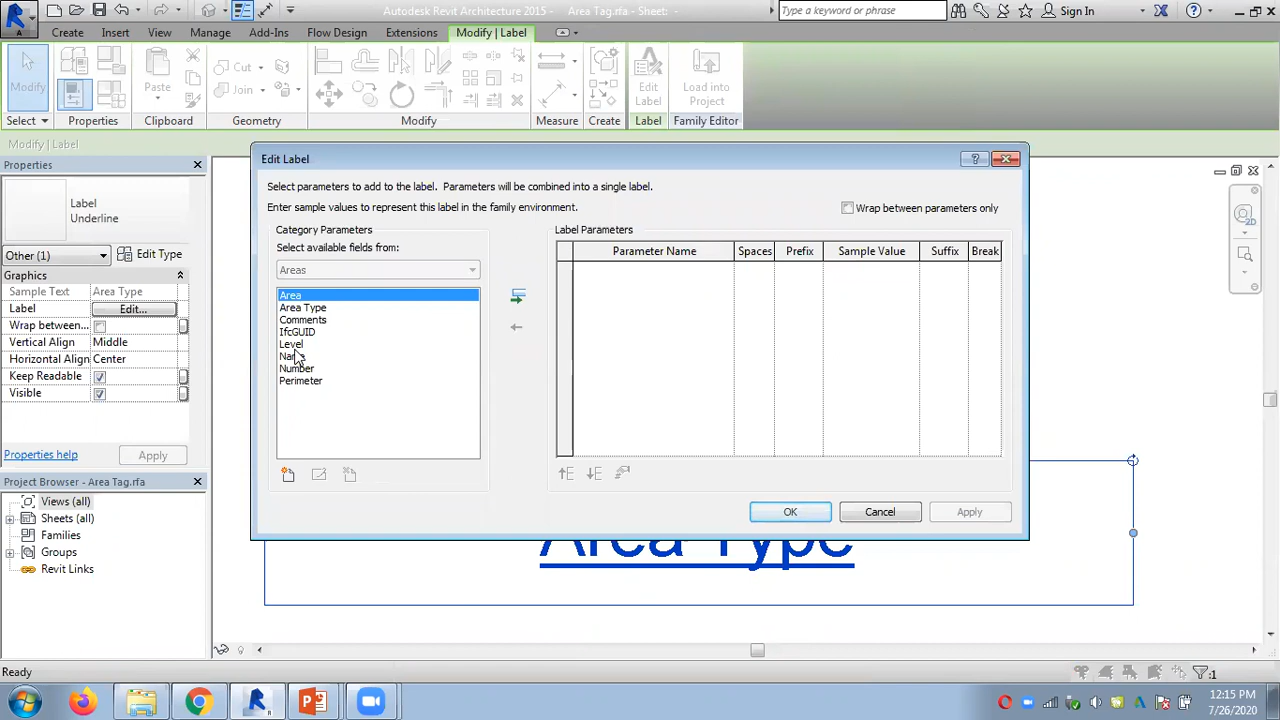 Autodesk Revit Architecture 2015 - Area Tag.rfa - Sheet:
Type a keyword or phrase
Sign In
Create Insert View Manage Add-Ins Flow Design Extensions Modify | Label
Modify
Paste
Cut
Join
Edit Label
Load into Project
Select Properties Clipboard Geometry Modify Measure Create Label Family Editor
Modify | Label
Properties
Label
Underline
Other (1) Edit Type
Graphics
Sample Text Area Type
Label Edit...
Wrap between...
Vertical Align Middle
Horizontal Align Center
Keep Readable
Visible
Properties help Apply
Project Browser - Area Tag.rfa
Views (all)
Sheets (all)
Families
Groups
Revit Links
Edit Label
Select parameters to add to the label. Parameters will be combined into a single label.
Enter sample values to represent this label in the family environment.
Wrap between parameters only
Category Parameters
Select available fields from:
Areas
Area
Area Type
Comments
IfcGUID
Level
Name
Number
Perimeter
Label Parameters
Parameter Name Spaces Prefix Sample Value Suffix Break
OK Cancel Apply
Area Type
Ready
:1
12:15 PM
7/26/2020